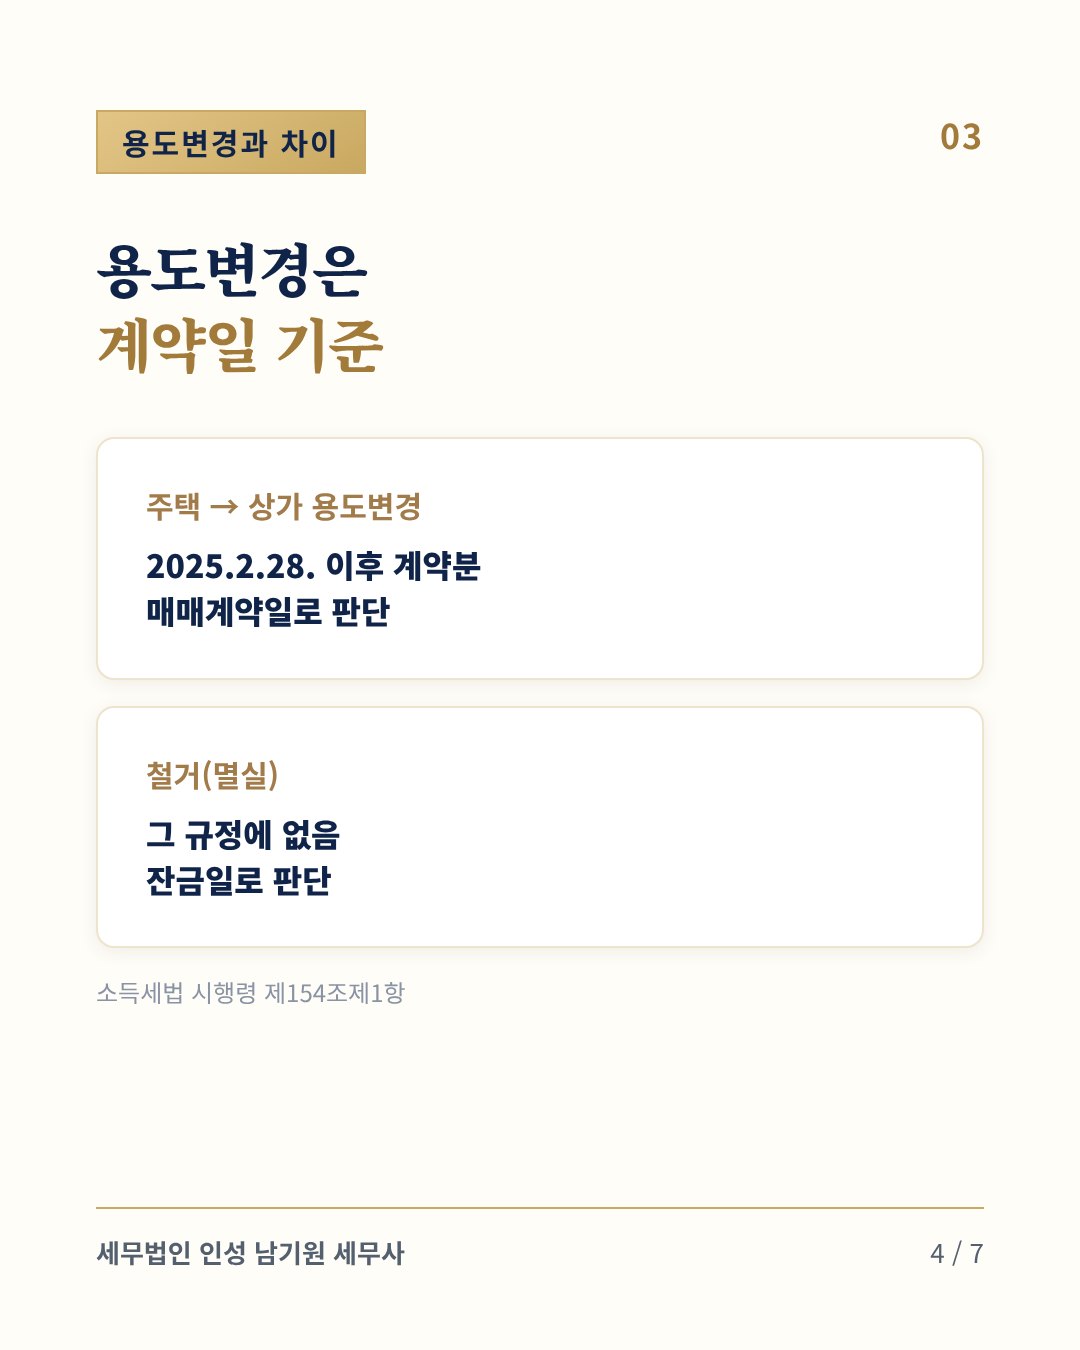 용도변경과 차이
03
용도변경은
계약일 기준
주택 → 상가 용도변경
2025.2.28. 이후 계약분
매매계약일로 판단
철거(멸실)
그 규정에 없음
잔금일로 판단
소득세법 시행령 제154조제1항
세무법인 인성 남기원 세무사
4 / 7